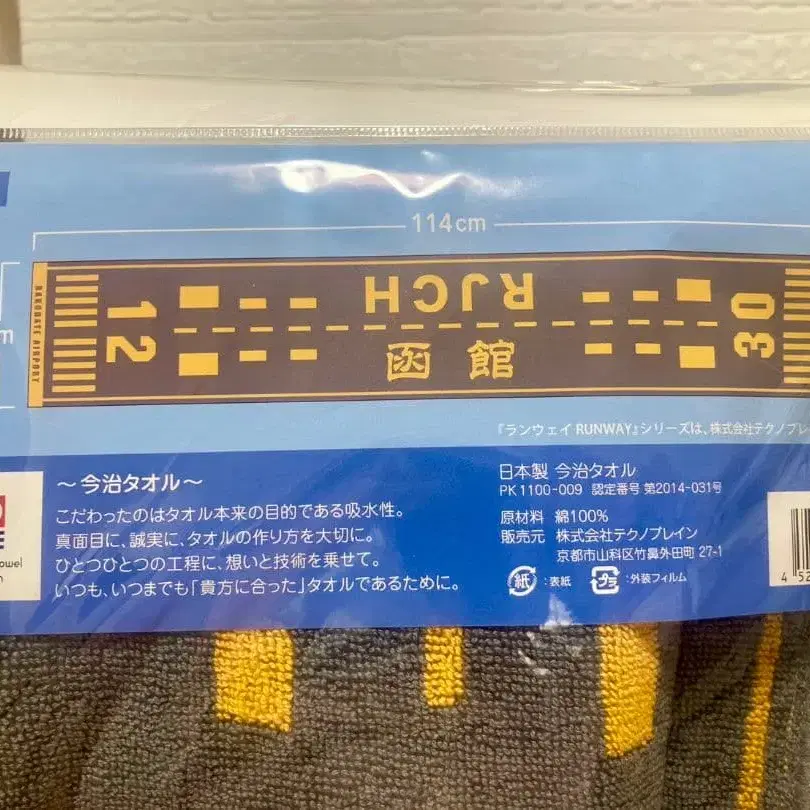 114cm
m
HAKODATE AIRPORT
12
RJCH
函館
30
『ランウェイ RUNWAY』シリーズは、株式会社テクノブレイン
～今治タオル～
こだわったのはタオル本来の目的である吸水性。
真面目に、誠実に、タオルの作り方を大切に。
ひとつひとつの工程に、想いと技術を乗せて。
いつも、いつまでも「貴方に合った」タオルであるために。
日本製 今治タオル
PK1100-009 認定番号 第2014-031号
原材料 綿100%
販売元 株式会社テクノブレイン
京都市山科区竹鼻外田町 27-1
紙 :表紙
プラ :外装フィルム
4 52